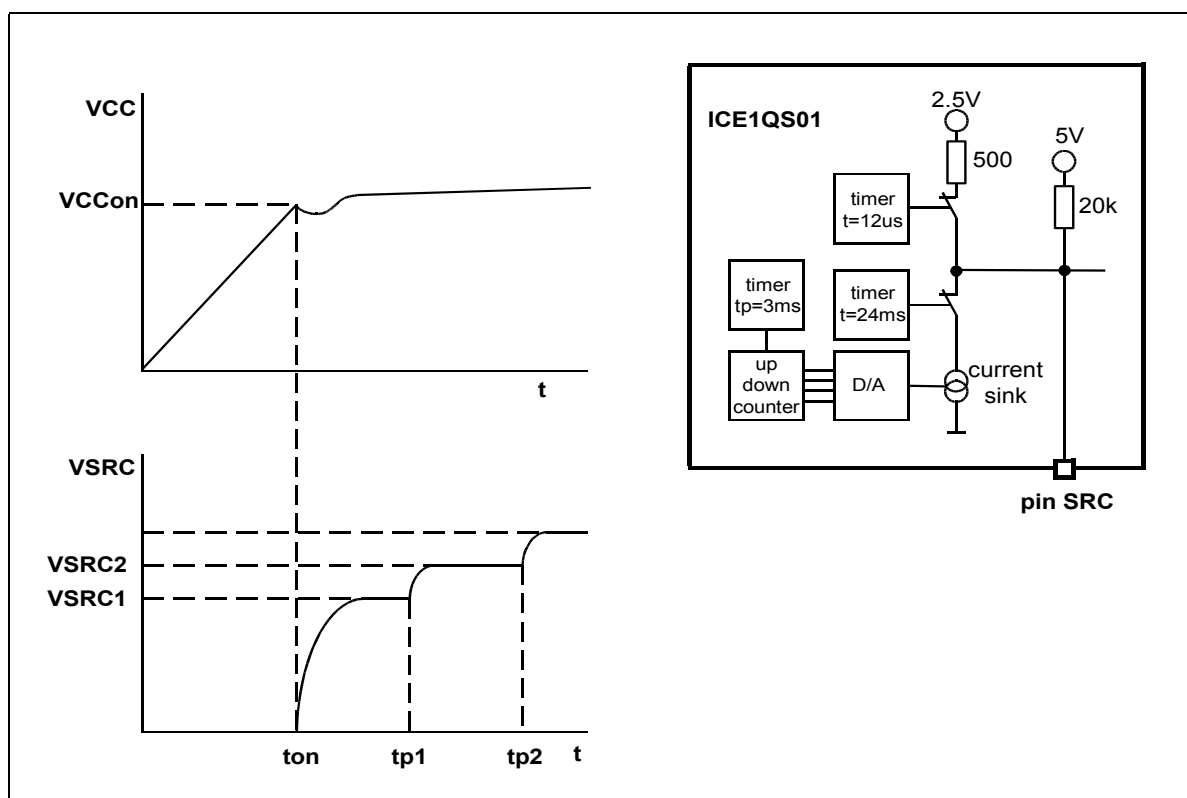 VCC
VCCon
t
VSRC
VSRC2
VSRC1
ton
tp1
tp2
t
ICE1QS01
2.5V
500
5V
20k
timer
t=12us
timer
tp=3ms
timer
t=24ms
up
down
counter
D/A
current
sink
pin SRC